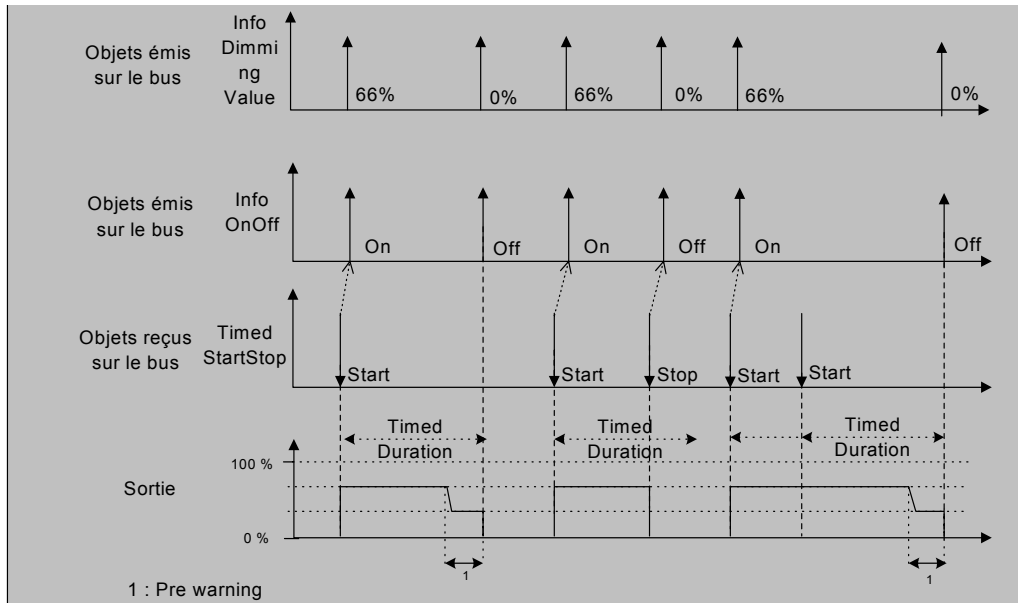 Objets émis
sur le bus
Info
Dimmi
ng
Value
66%
0%
66%
0%
66%
0%
Objets émis
sur le bus
Info
OnOff
On
Off
On
Off
On
Off
Objets reçus
sur le bus
Timed
StartStop
Start
Start
Stop
Start
Start
Timed
Duration
Timed
Duration
Timed
Duration
Sortie
100 %
0 %
1
1
1 : Pre warning